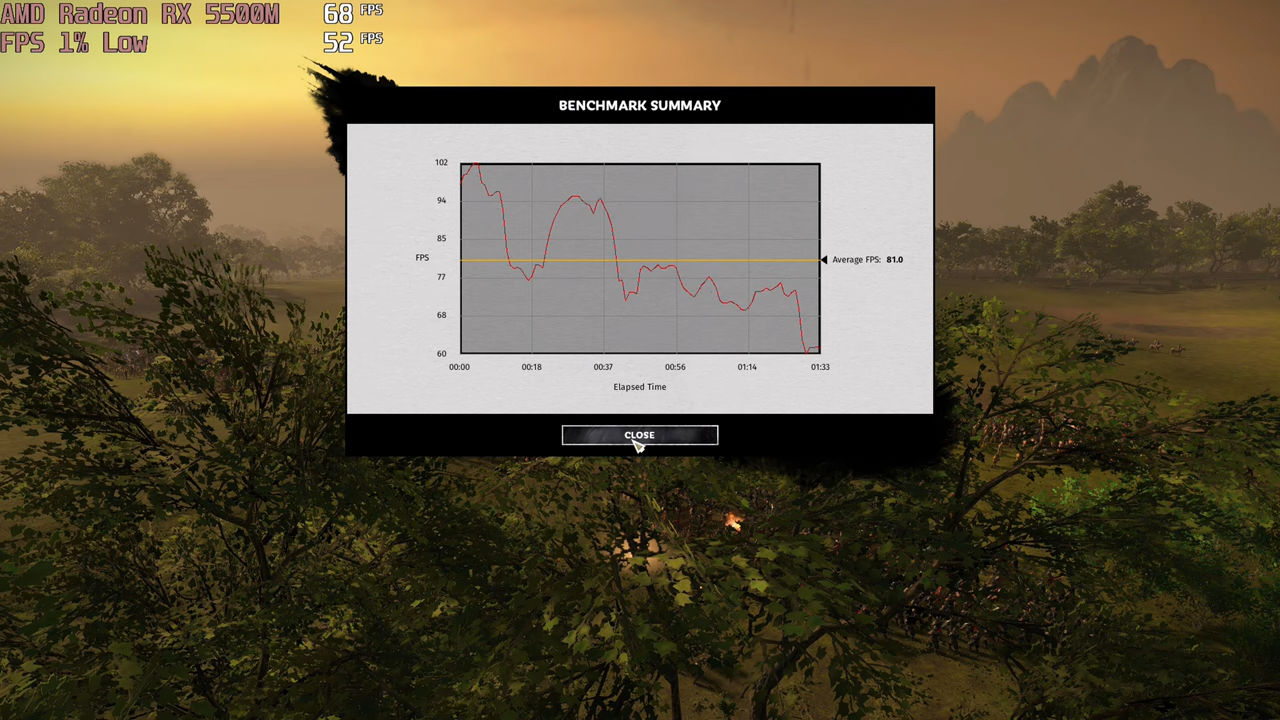 AMD Radeon RX 5500M 68 FPS
FPS 1% Low 52 FPS
BENCHMARK SUMMARY
102
94
85
FPS
77
68
60
Average FPS: 81.0
00:00 00:18 00:37 00:56 01:14 01:33
Elapsed Time
CLOSE